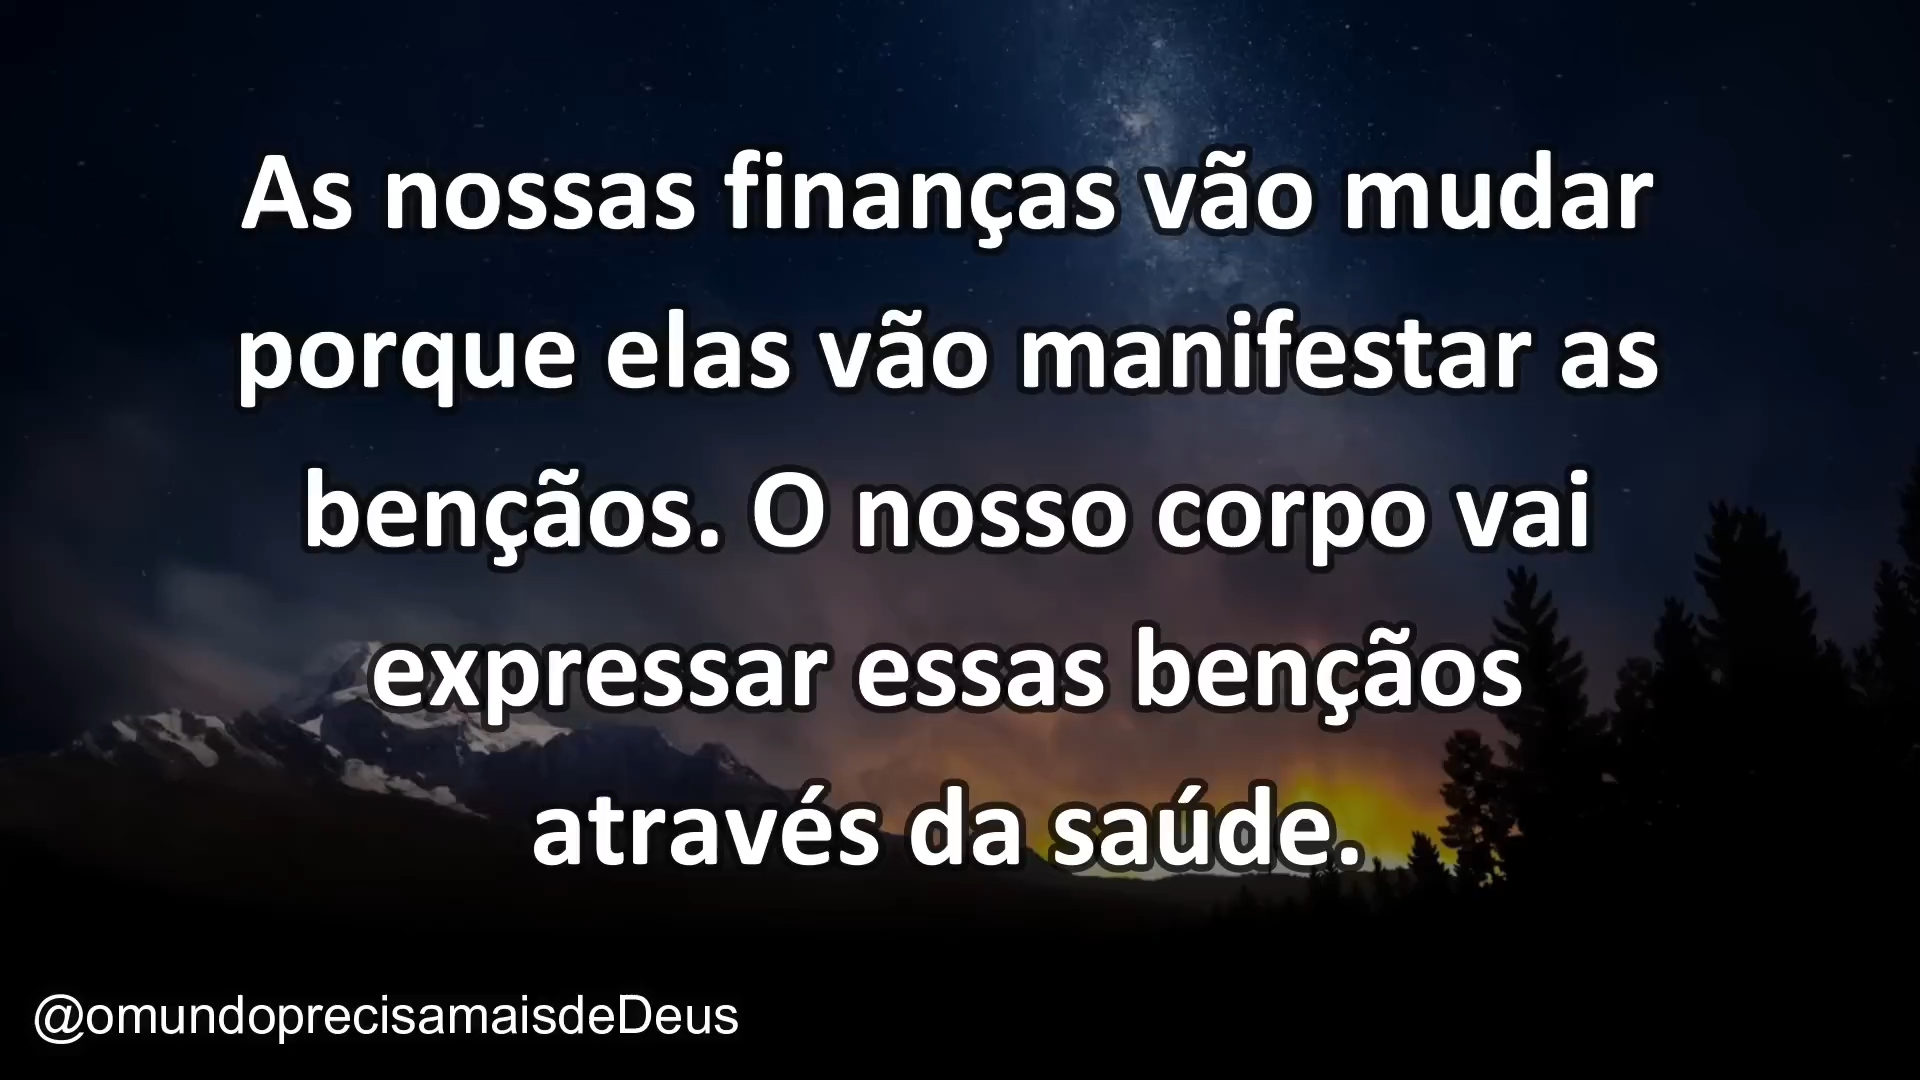 As nossas finanças vão mudar
porque elas vão manifestar as
bençãos. O nosso corpo vai
expressar essas bençãos
através da saúde.
@omundoprecisamaisdeDeus